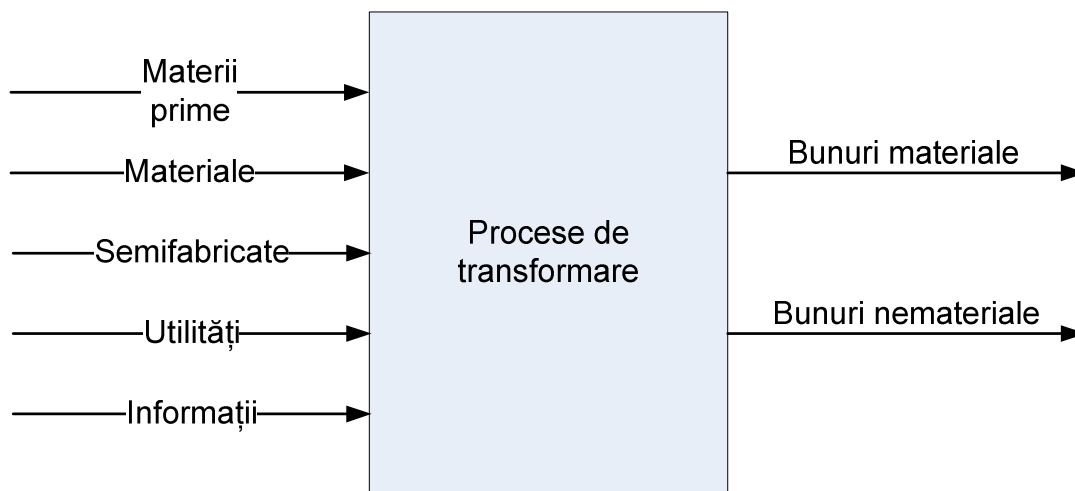 Materii
prime
Materiale
Semifabricate
Utilități
Informații
Procese de
transformare
Bunuri materiale
Bunuri nemateriale